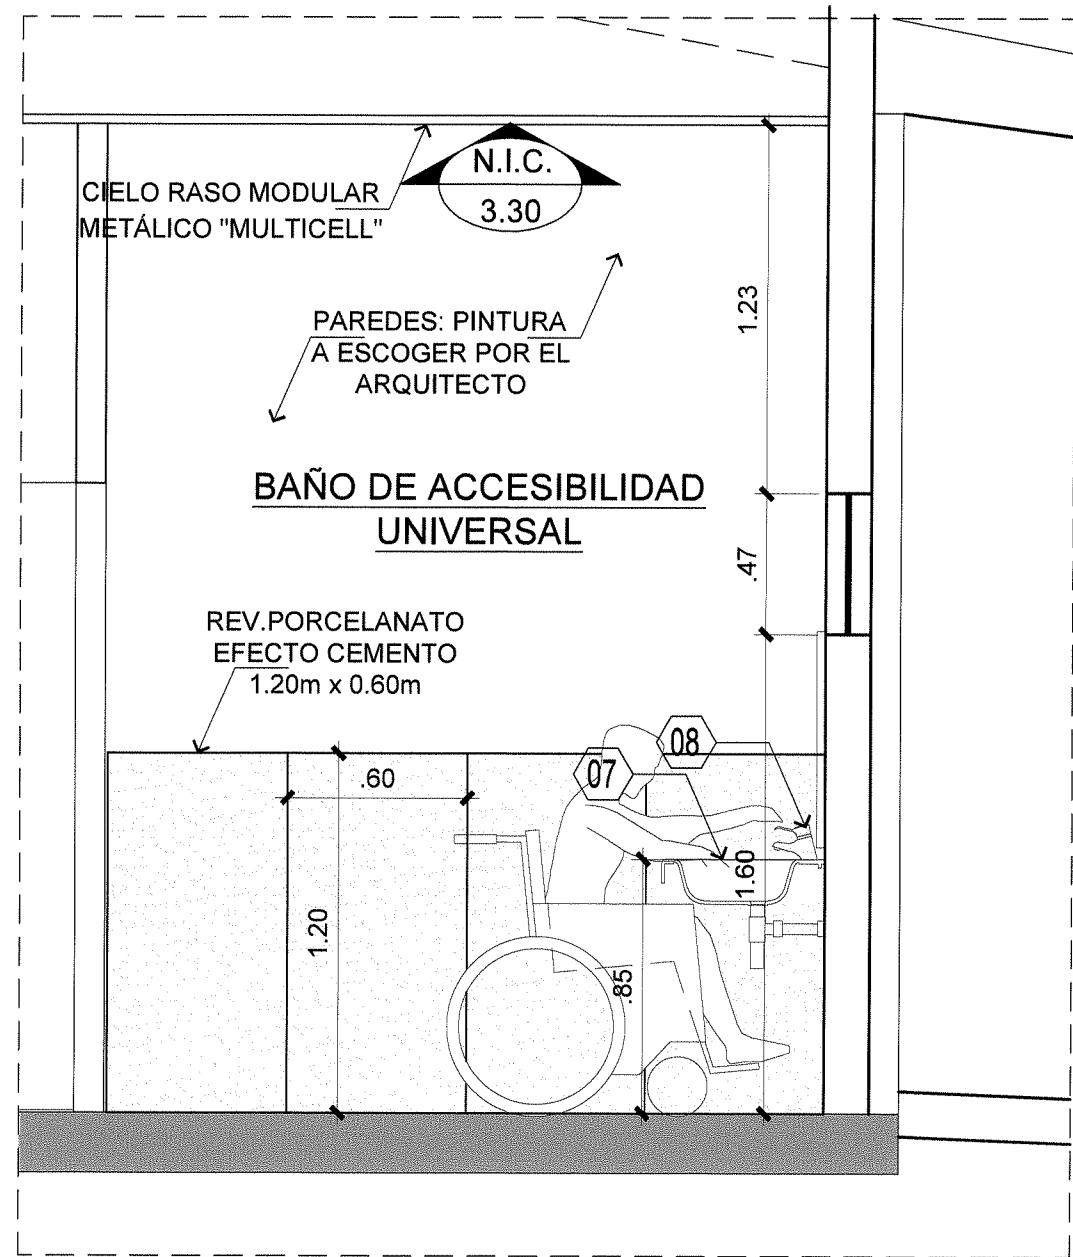 N.I.C.
3.30
CIELO RASO MODULAR
METÁLICO "MULTICELL"
1.23
PAREDES: PINTURA
A ESCOGER POR EL
ARQUITECTO
BAÑO DE ACCESIBILIDAD
UNIVERSAL
.47
REV.PORCELANATO
EFECTO CEMENTO
1.20m x 0.60m
08
07
.60
1.60
1.20
.85